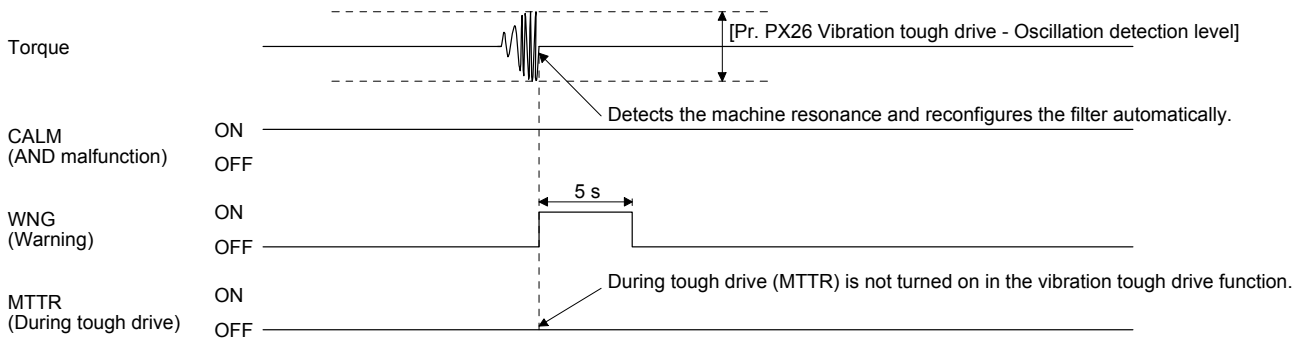 [Pr. PX26 Vibration tough drive - Oscillation detection level]
Torque
Detects the machine resonance and reconfigures the filter automatically.
CALM
(AND malfunction)
ON
OFF
5 s
WNG
(Warning)
ON
OFF
During tough drive (MTTR) is not turned on in the vibration tough drive function.
MTTR
(During tough drive)
ON
OFF